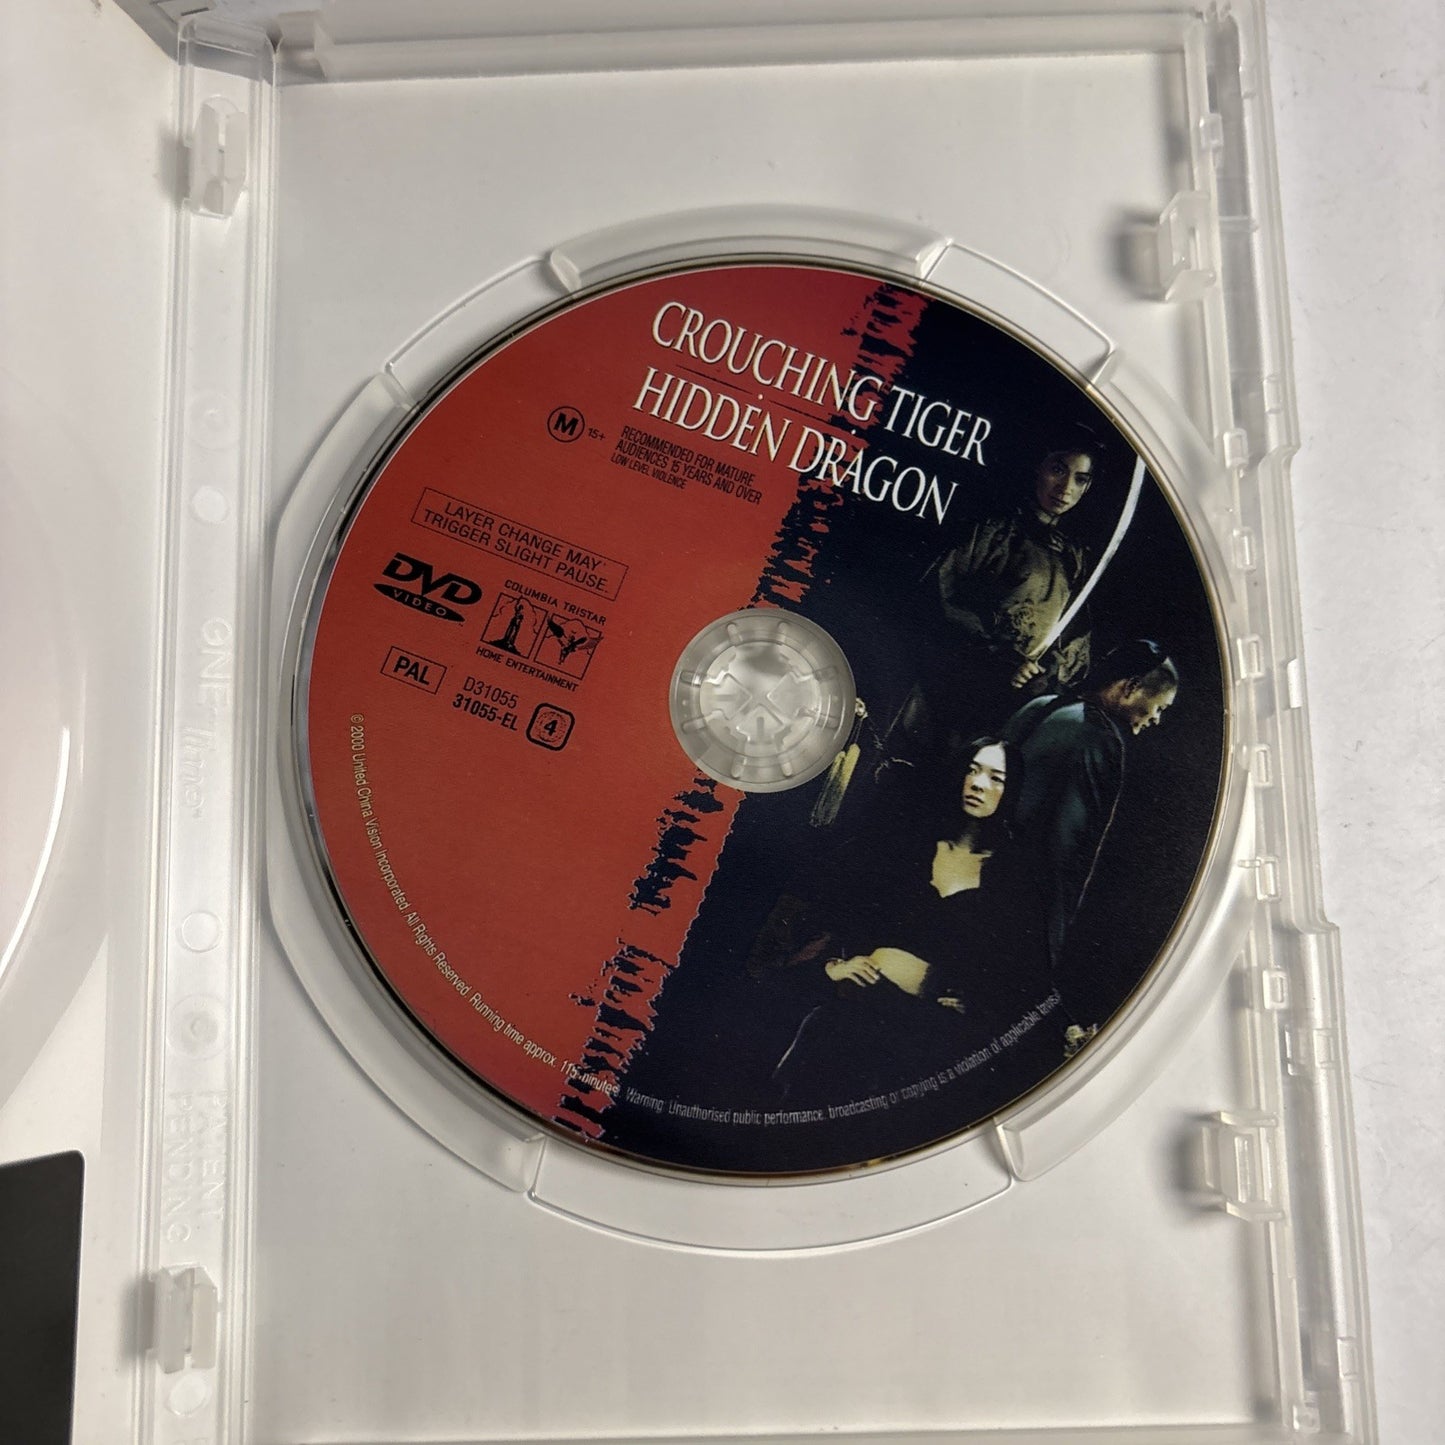 CROUCHING TIGER
HIDDEN DRAGON
M 15+
RECOMMENDED FOR MATURE
AUDIENCES 15 YEARS AND OVER
LOW LEVEL VIOLENCE
LAYER CHANGE MAY
TRIGGER SLIGHT PAUSE.
DVD
VIDEO
COLUMBIA TRISTAR
HOME ENTERTAINMENT
PAL
D31055
31055-EL
4
© 2000 United China Vision Incorporated. All Rights Reserved. Running time approx. 115 minutes. Warning: Unauthorised public performance, broadcasting or copying is a violation of applicable laws.
ONE
PATENT
PENDING